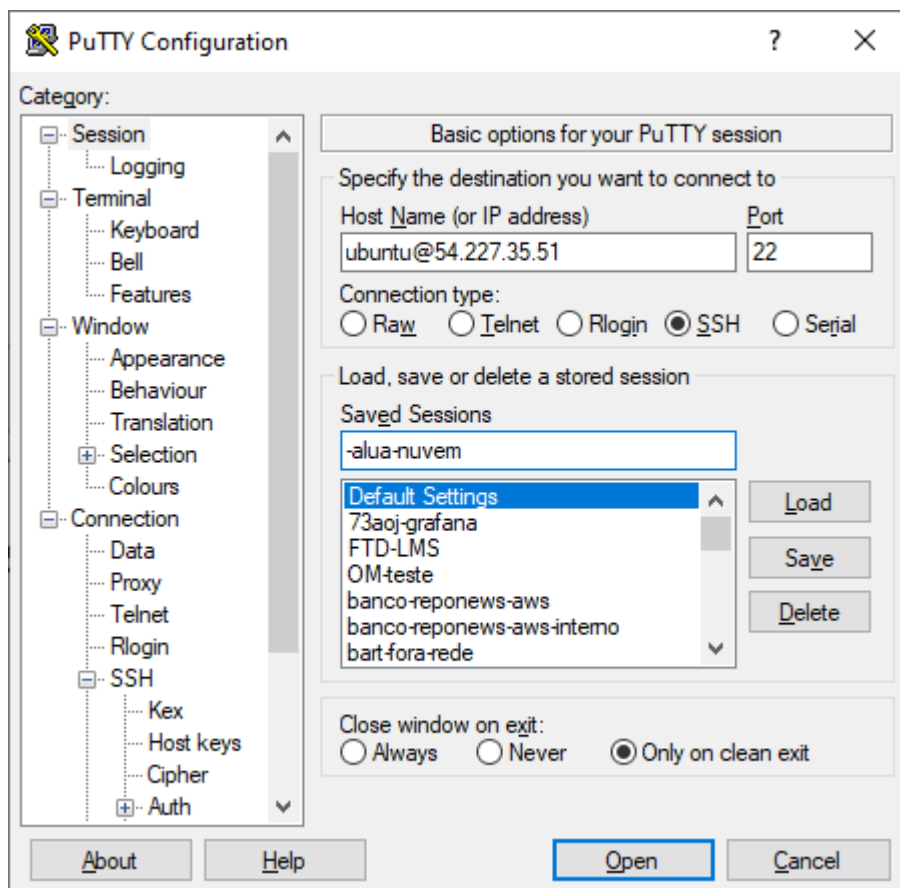 PuTTY Configuration
?
Category:
Session
Logging
Terminal
Keyboard
Bell
Features
Window
Appearance
Behaviour
Translation
Selection
Colours
Connection
Data
Proxy
Telnet
Rlogin
SSH
Kex
Host keys
Cipher
Auth
Basic options for your PuTTY session
Specify the destination you want to connect to
Host Name (or IP address) Port
ubuntu@54.227.35.51 22
Connection type:
Raw Telnet Rlogin SSH Serial
Load, save or delete a stored session
Saved Sessions
-alua-nuvem
Default Settings
73aoj-grafana
FTD-LMS
OM-teste
banco-reponews-aws
banco-reponews-aws-interno
bart-fora-rede
Load
Save
Delete
Close window on exit:
Always Never Only on clean exit
About Help Open Cancel